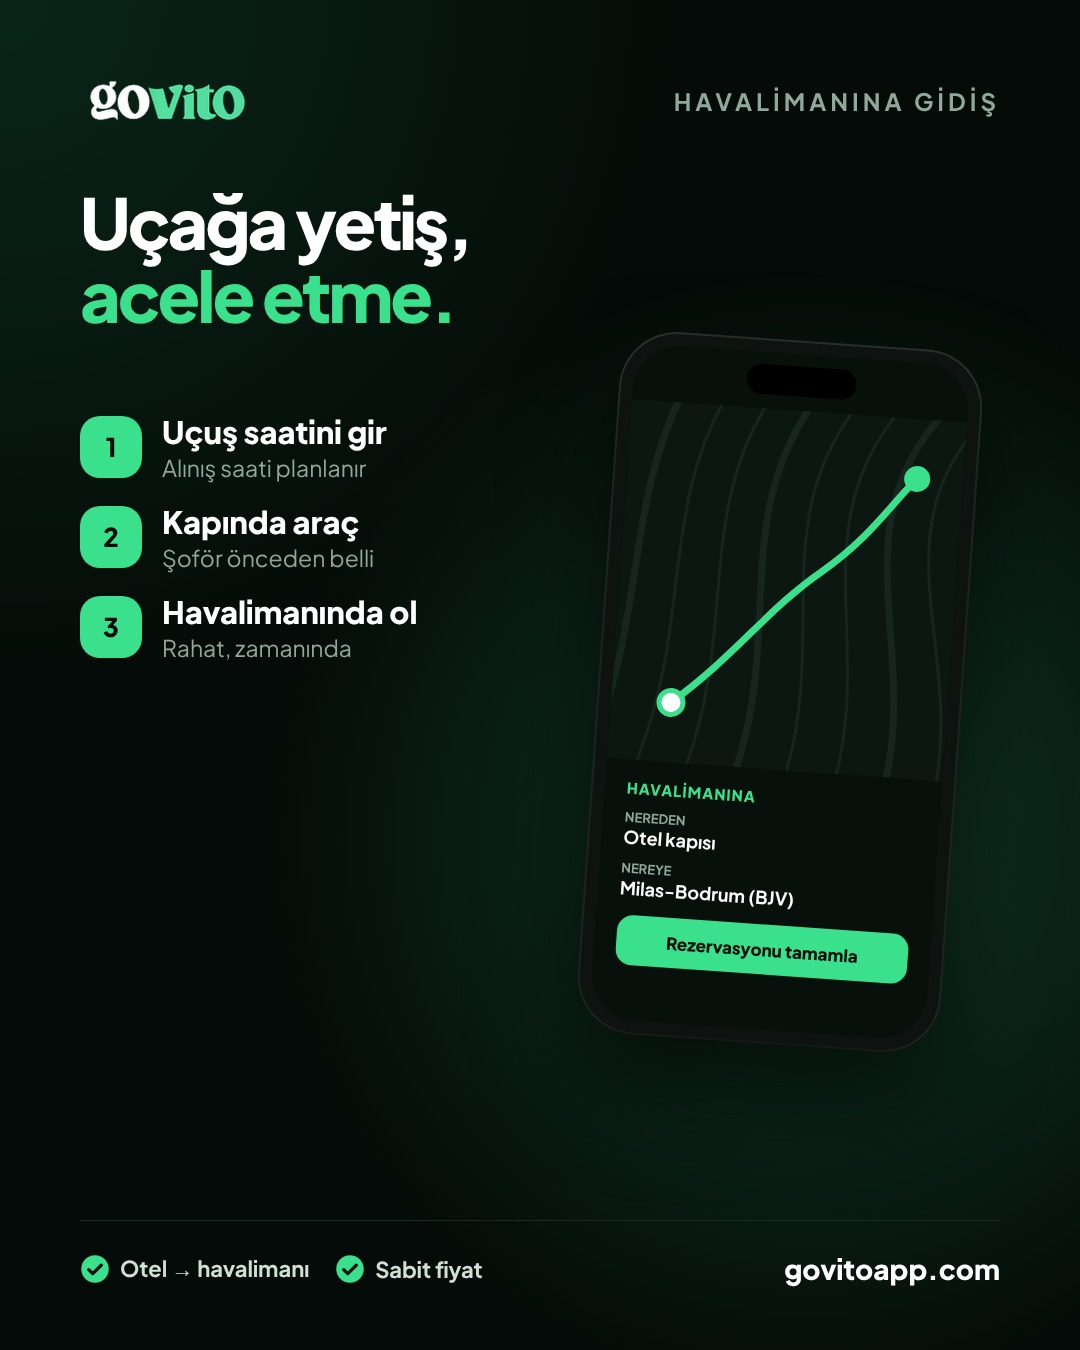 govito
HAVALİMANINA GİDİŞ
Uçağa yetiş,
acele etme.
1
Uçuş saatini gir
Alınış saati planlanır
2
Kapında araç
Şoför önceden belli
3
Havalimanında ol
Rahat, zamanında
HAVALİMANINA
NEREDEN
Otel kapısı
NEREYE
Milas-Bodrum (BJV)
Rezervasyonu tamamla
Otel → havalimanı
Sabit fiyat
govitoapp.com